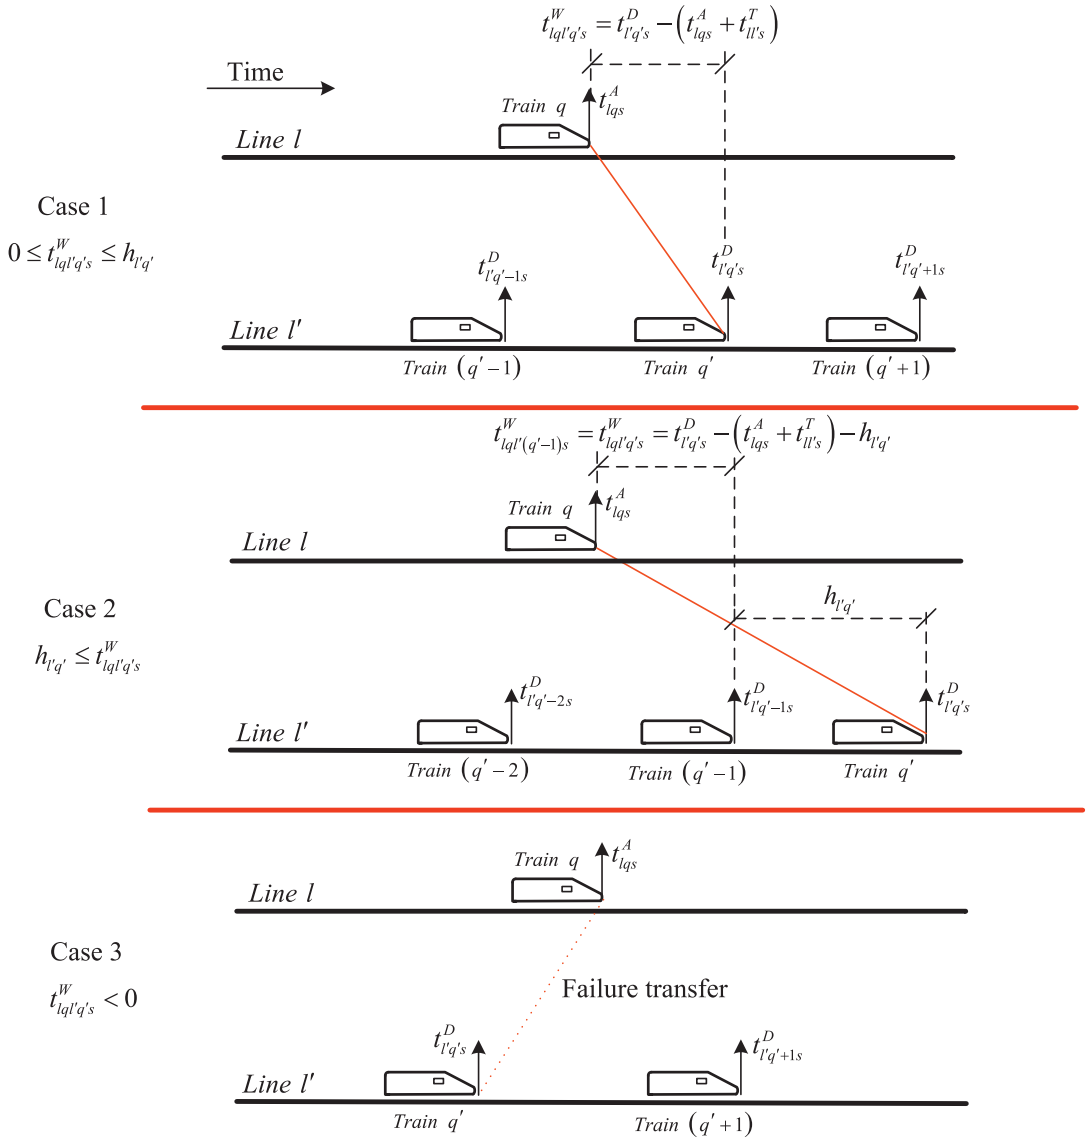 t^W_{lql'q's} = t^D_{l'q's} − (t^A_{lqs} + t^T_{ll's})
Time
Train q
t^A_{lqs}
Line l
Case 1
0 ≤ t^W_{lql'q's} ≤ h_{l'q'}
t^D_{l'q'−1s}
t^D_{l'q's}
t^D_{l'q'+1s}
Line l'
Train (q'−1)
Train q'
Train (q'+1)
t^W_{lql'(q'−1)s} = t^W_{lql'q's} = t^D_{l'q's} − (t^A_{lqs} + t^T_{ll's}) − h_{l'q'}
Train q
t^A_{lqs}
Line l
Case 2
h_{l'q'} ≤ t^W_{lql'q's}
h_{l'q'}
t^D_{l'q'−2s}
t^D_{l'q'−1s}
t^D_{l'q's}
Line l'
Train (q'−2)
Train (q'−1)
Train q'
Train q
t^A_{lqs}
Line l
Case 3
t^W_{lql'q's} < 0
Failure transfer
t^D_{l'q's}
t^D_{l'q'+1s}
Line l'
Train q'
Train (q'+1)